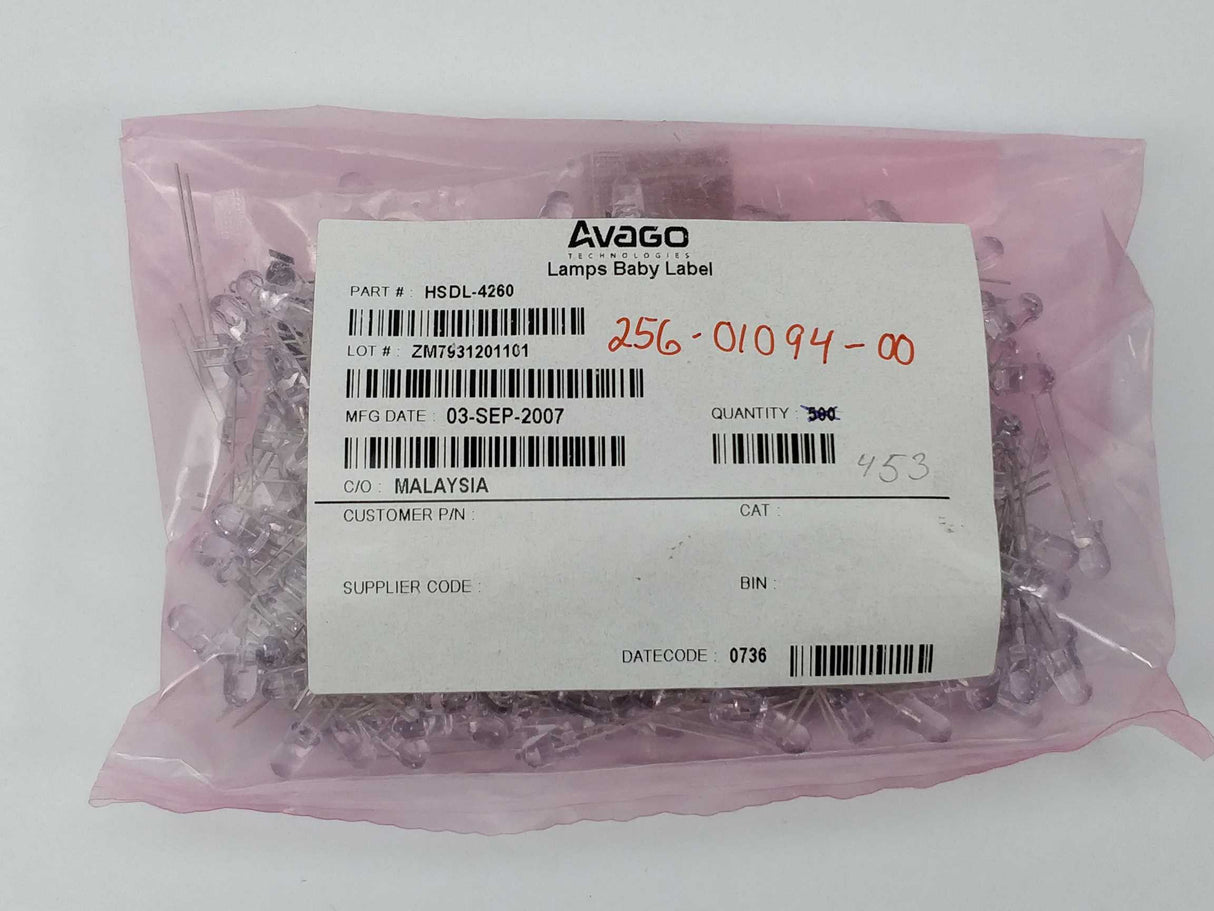 AVAGO
TECHNOLOGIES
Lamps Baby Label
PART # : HSDL-4260
256-01094-00
LOT # : ZM7931201101
MFG DATE : 03-SEP-2007
QUANTITY : 500
453
C/O : MALAYSIA
CUSTOMER P/N :
CAT :
SUPPLIER CODE :
BIN :
DATECODE : 0736